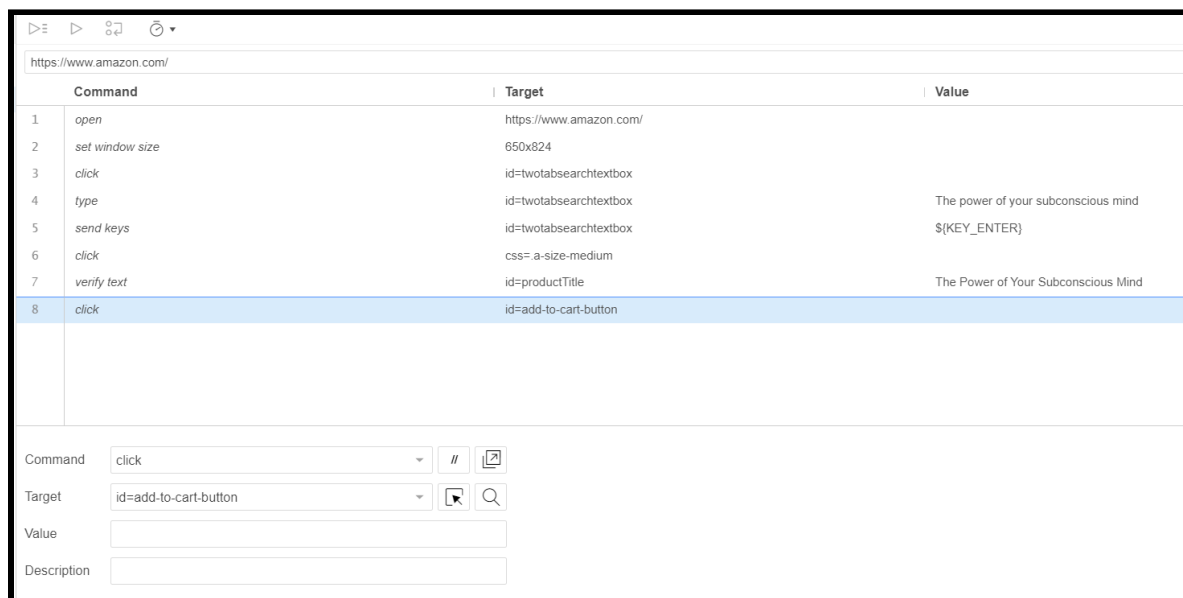 https://www.amazon.com/
Command Target Value
1 open https://www.amazon.com/
2 set window size 650x824
3 click id=twotabsearchtextbox
4 type id=twotabsearchtextbox The power of your subconscious mind
5 send keys id=twotabsearchtextbox ${KEY_ENTER}
6 click css=.a-size-medium
7 verify text id=productTitle The Power of Your Subconscious Mind
8 click id=add-to-cart-button
Command click //
Target id=add-to-cart-button
Value
Description